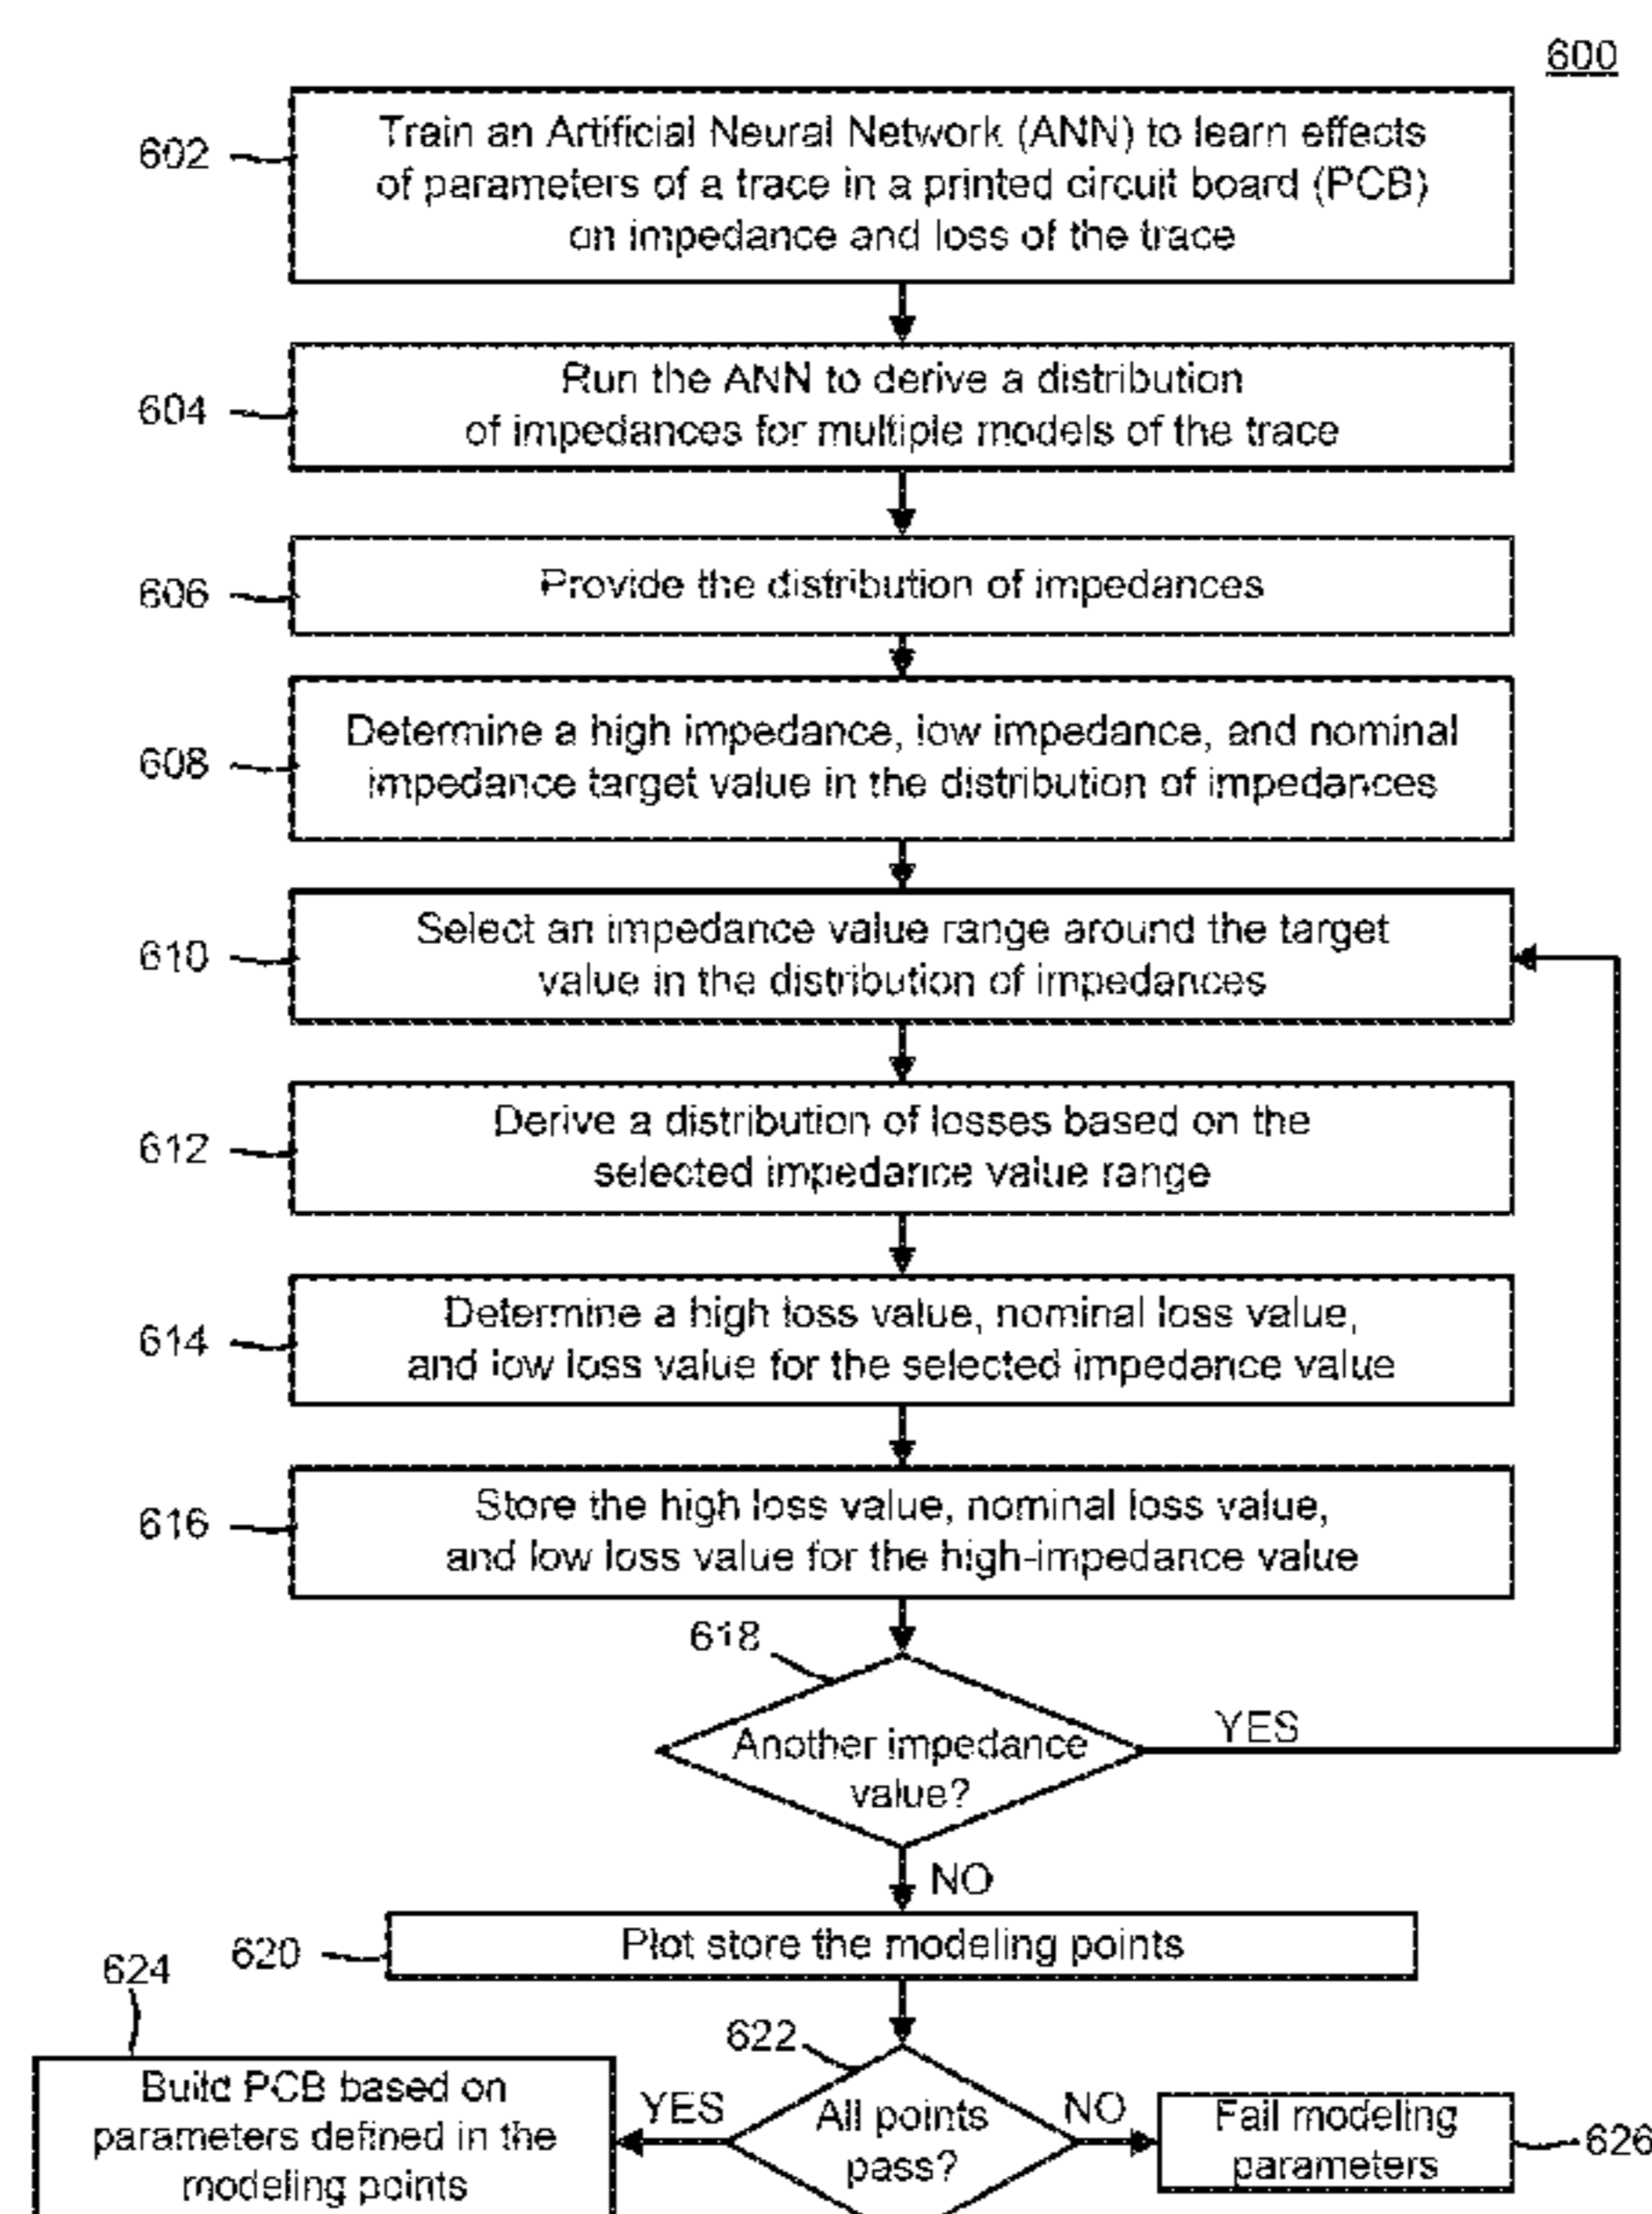 600
602
Train an Artificial Neural Network (ANN) to learn effects
of parameters of a trace in a printed circuit board (PCB)
on impedance and loss of the trace
604
Run the ANN to derive a distribution
of impedances for multiple models of the trace
606
Provide the distribution of impedances
608
Determine a high impedance, low impedance, and nominal
impedance target value in the distribution of impedances
610
Select an impedance value range around the target
value in the distribution of impedances
612
Derive a distribution of losses based on the
selected impedance value range
614
Determine a high loss value, nominal loss value,
and low loss value for the selected impedance value
616
Store the high loss value, nominal loss value,
and low loss value for the high-impedance value
618
Another impedance
value?
YES
NO
620
Plot store the modeling points
624
Build PCB based on
parameters defined in the
modeling points
622
YES
All points
pass?
NO
Fail modeling
parameters
626